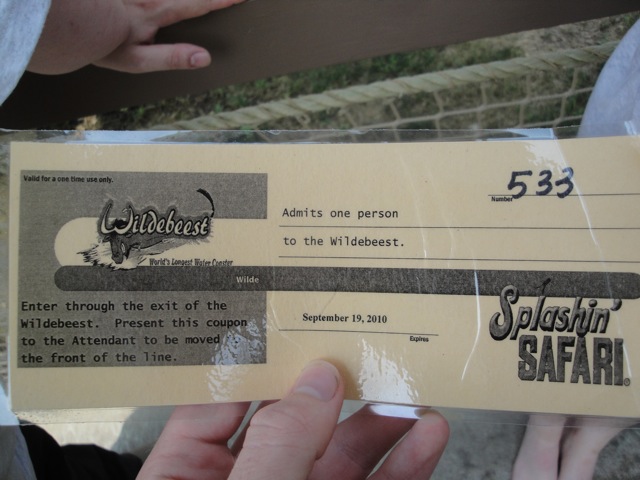 Valid for a one time use only.
Wildebeest
World's Longest Water Coaster
Wilde
Enter through the exit of the
Wildebeest. Present this coupon
to the Attendant to be moved
the front of the line.
Number 533
Admits one person
to the Wildebeest.
September 19, 2010
Expires
Splashin'
SAFARI®